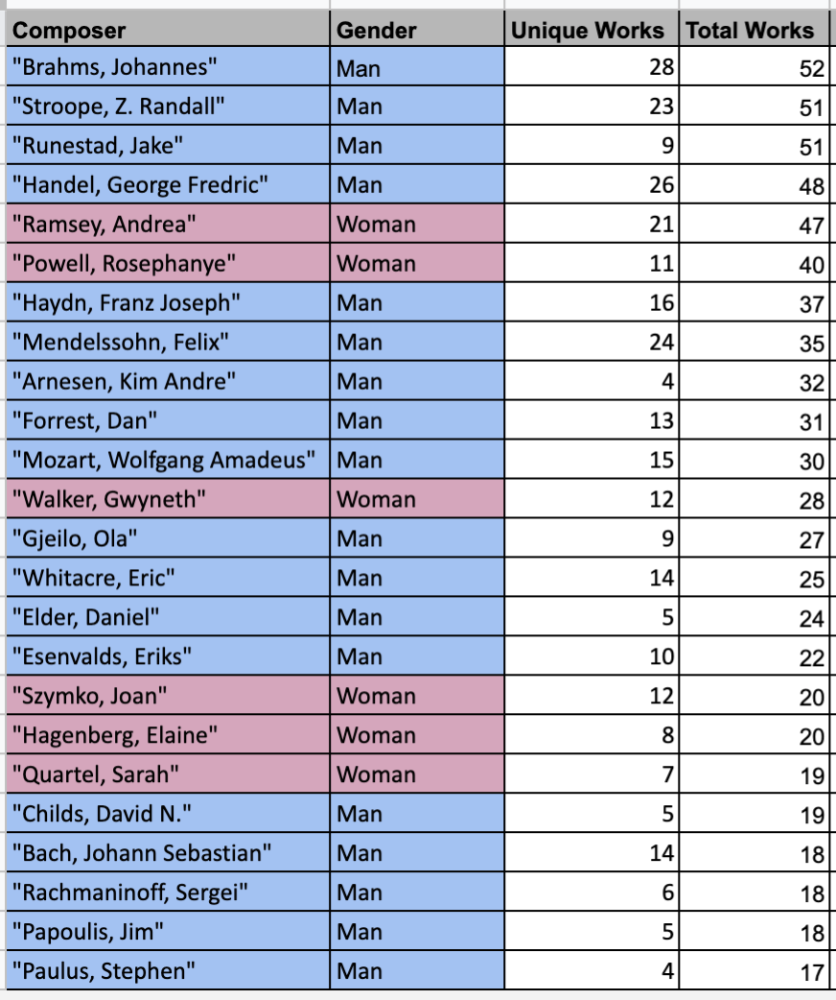 Composer Gender Unique Works Total Works
"Brahms, Johannes" Man 28 52
"Stroope, Z. Randall" Man 23 51
"Runestad, Jake" Man 9 51
"Handel, George Fredric" Man 26 48
"Ramsey, Andrea" Woman 21 47
"Powell, Rosephanye" Woman 11 40
"Haydn, Franz Joseph" Man 16 37
"Mendelssohn, Felix" Man 24 35
"Arnesen, Kim Andre" Man 4 32
"Forrest, Dan" Man 13 31
"Mozart, Wolfgang Amadeus" Man 15 30
"Walker, Gwyneth" Woman 12 28
"Gjeilo, Ola" Man 9 27
"Whitacre, Eric" Man 14 25
"Elder, Daniel" Man 5 24
"Esenvalds, Eriks" Man 10 22
"Szymko, Joan" Woman 12 20
"Hagenberg, Elaine" Woman 8 20
"Quartel, Sarah" Woman 7 19
"Childs, David N." Man 5 19
"Bach, Johann Sebastian" Man 14 18
"Rachmaninoff, Sergei" Man 6 18
"Papoulis, Jim" Man 5 18
"Paulus, Stephen" Man 4 17